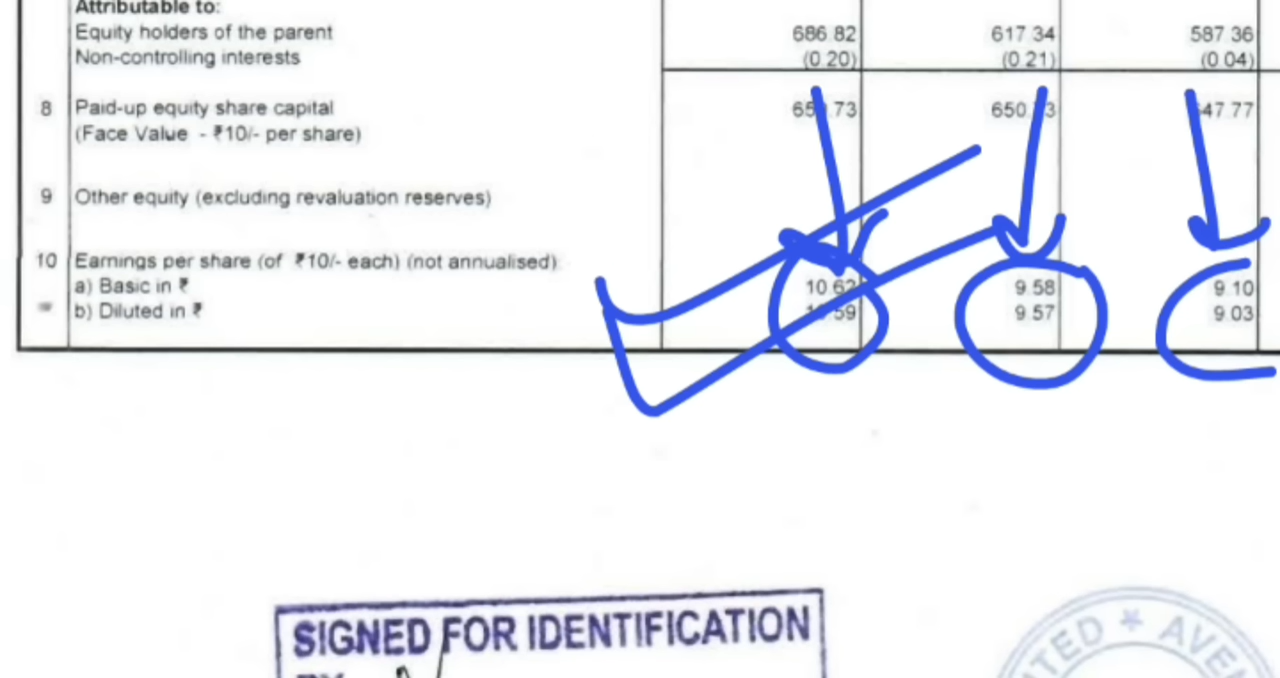 Attributable to:
Equity holders of the parent 686.82 617.34 587.36
Non-controlling interests (0.20) (0.21) (0.04)
8 Paid-up equity share capital
(Face Value - ₹10/- per share)
9 Other equity (excluding revaluation reserves)
10 Earnings per share (of ₹10/- each) (not annualised)
a) Basic in ₹ 10.62 9.58 9.10
b) Diluted in ₹ 9.57 9.03
SIGNED FOR IDENTIFICATION